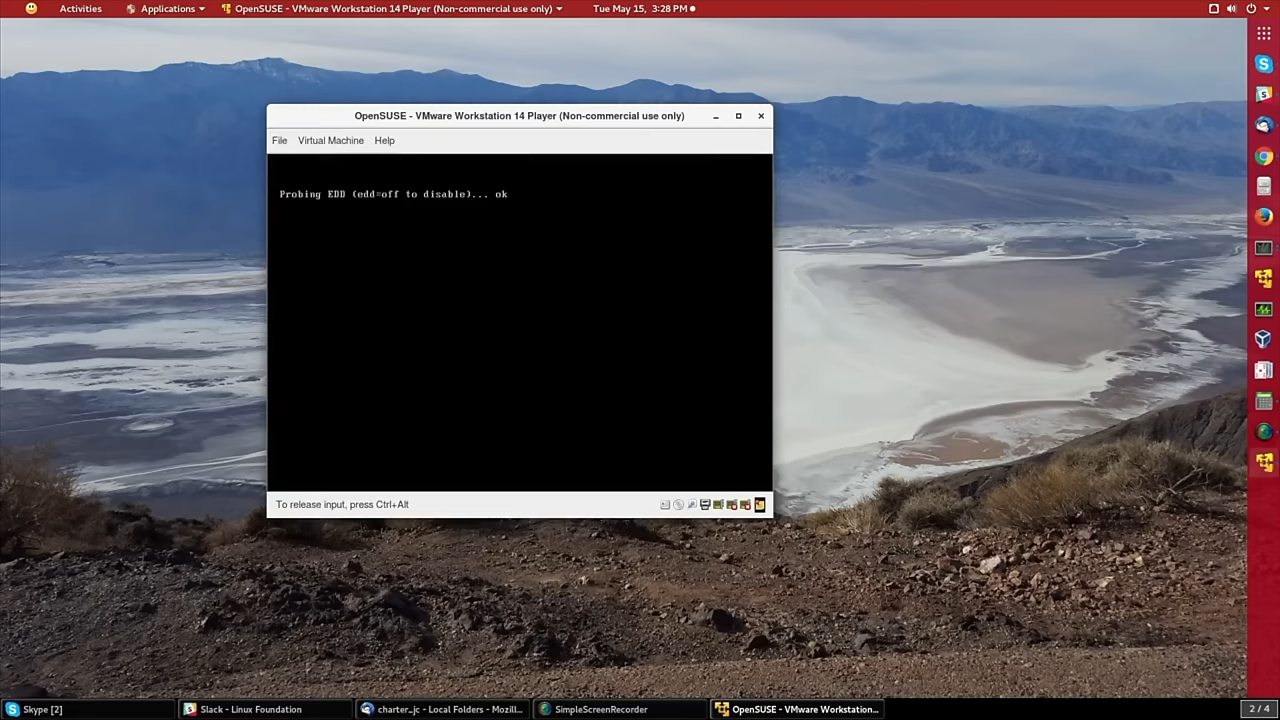 Activities Applications OpenSUSE - VMware Workstation 14 Player (Non-commercial use only) Tue May 15, 3:28 PM
OpenSUSE - VMware Workstation 14 Player (Non-commercial use only)
File Virtual Machine Help
Probing EDD (edd=off to disable)... ok
To release input, press Ctrl+Alt
Skype [2] Slack - Linux Foundation charter_jc - Local Folders - Mozill... SimpleScreenRecorder OpenSUSE - VMware Workstation... 2 / 4